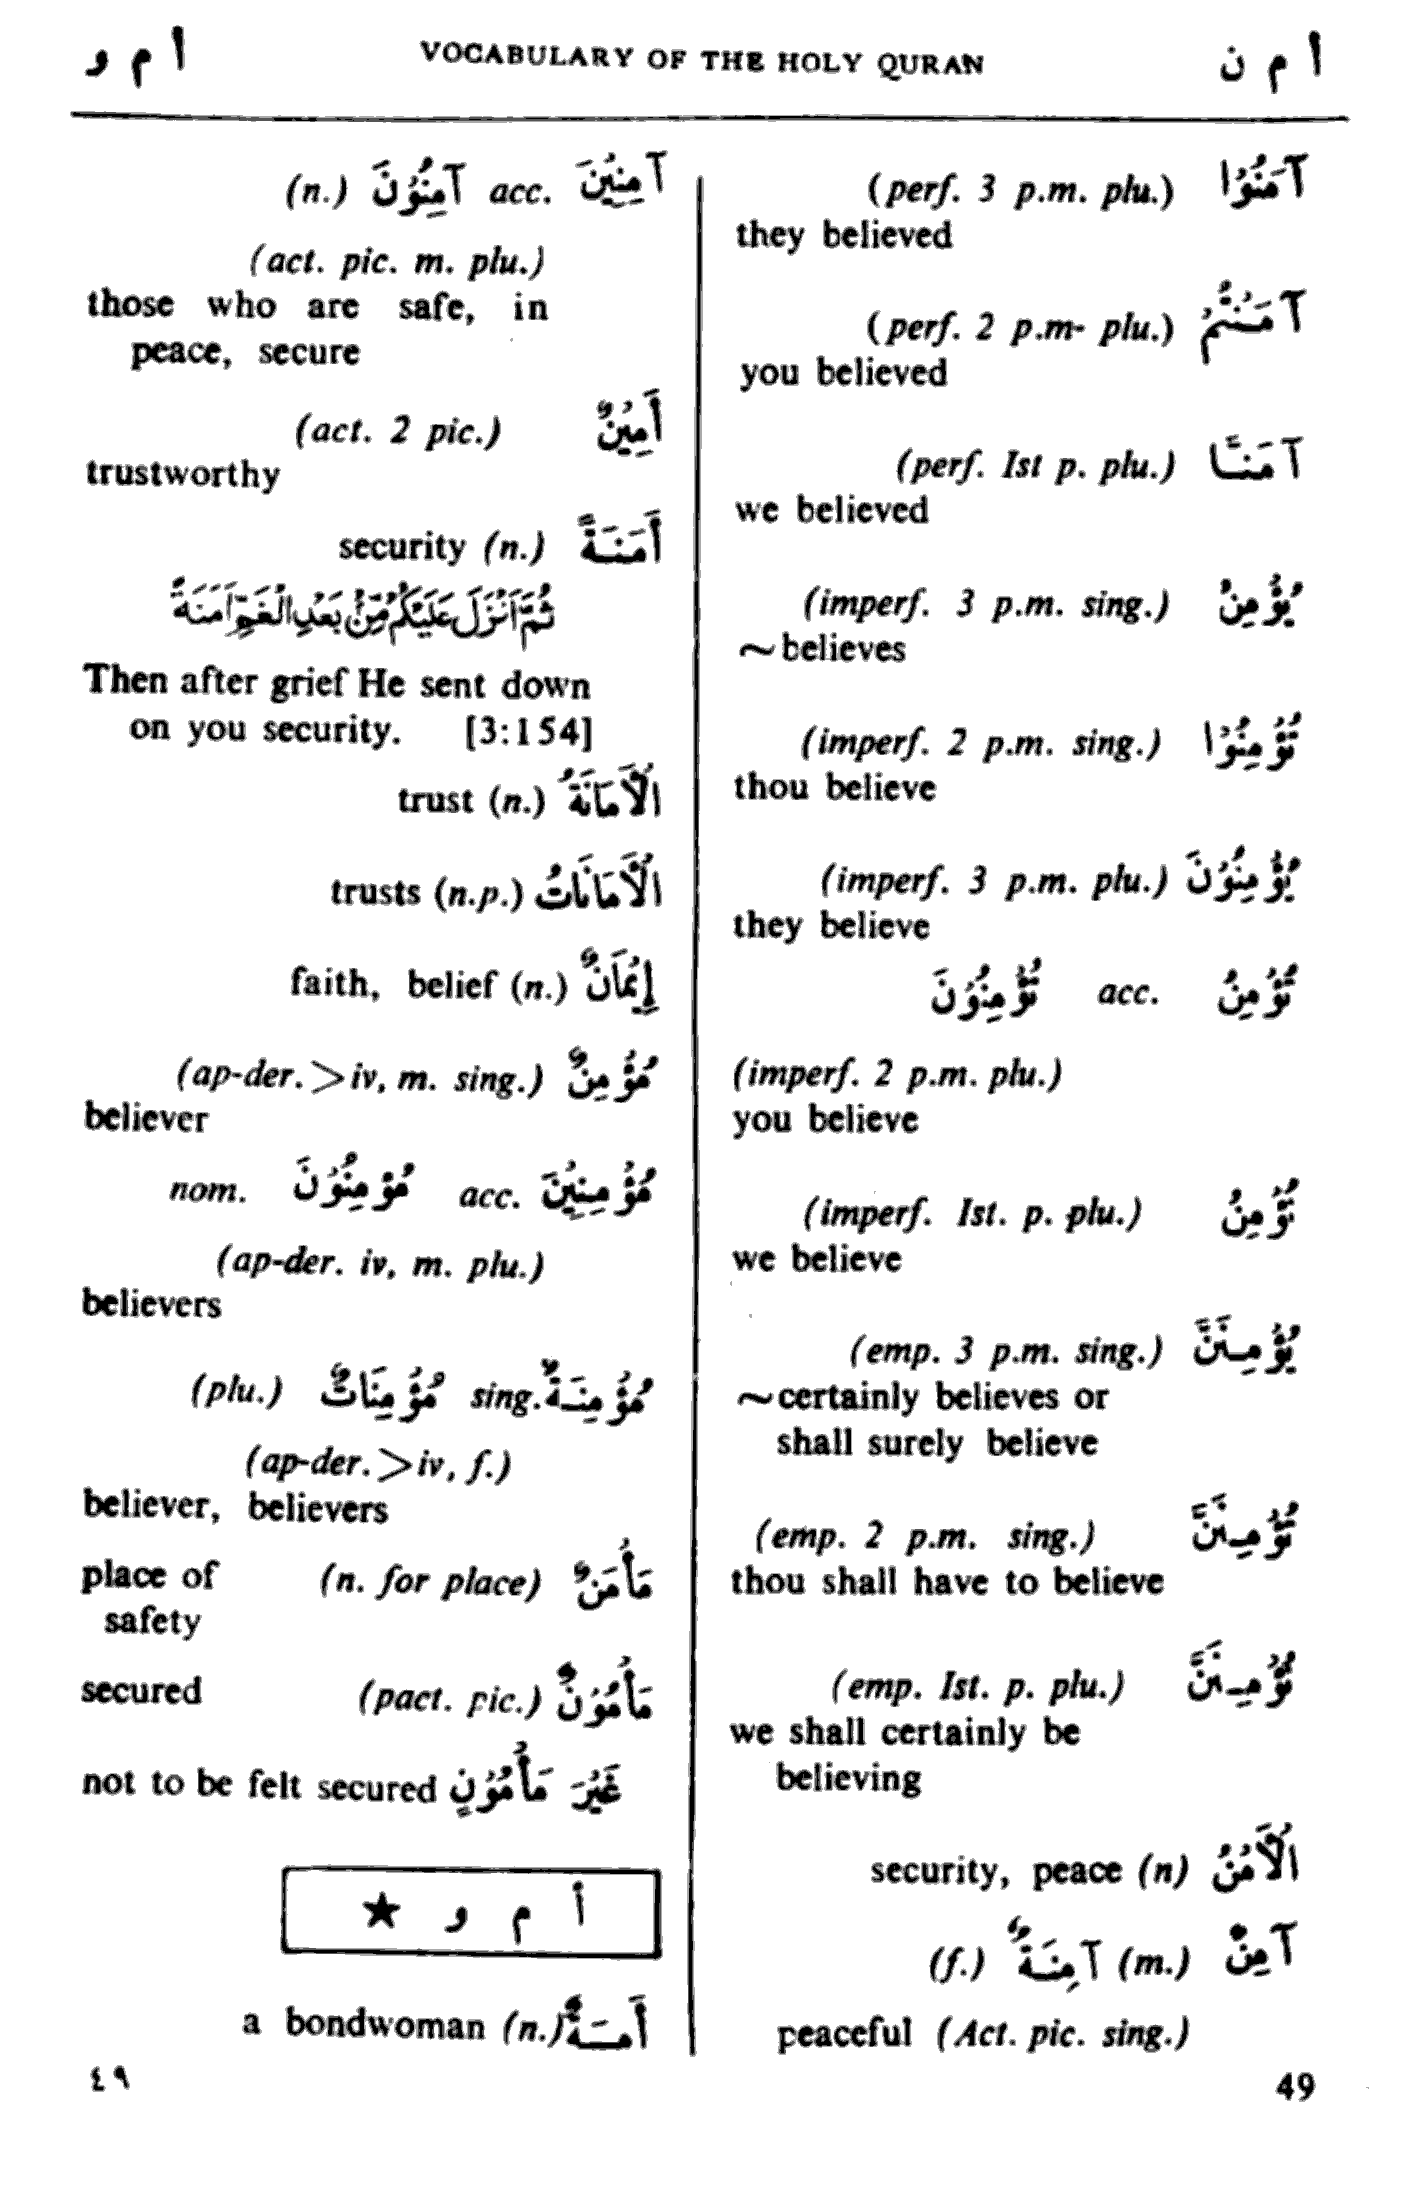 ا م و VOCABULARY OF THE HOLY QURAN ا م ن
آمَنُوْا (perf. 3 p.m. plu.)
they believed
آمَنْتُمْ (perf. 2 p.m- plu.)
you believed
آمَنَّا (perf. Ist p. plu.)
we believed
يُؤْمِنُ (imperf. 3 p.m. sing.)
~believes
تُؤْمِنُوْا (imperf. 2 p.m. sing.)
thou believe
يُؤْمِنُوْنَ (imperf. 3 p.m. plu.)
they believe
تُؤْمِنُ acc. تُؤْمِنُوْنَ
(imperf. 2 p.m. plu.)
you believe
نُؤْمِنُ (imperf. Ist. p. plu.)
we believe
يُؤْمِنَنَّ (emp. 3 p.m. sing.)
~certainly believes or
shall surely believe
تُؤْمِنَنَّ (emp. 2 p.m. sing.)
thou shall have to believe
نُؤْمِنَنَّ (emp. Ist. p. plu.)
we shall certainly be
believing
الْأَمْنُ security, peace (n)
آمِنٌ (m.) آمِنَةٌ (f.)
peaceful (Act. pic. sing.)
آمِنِيْنَ acc. آمِنُوْنَ (n.)
(act. pic. m. plu.)
those who are safe, in
peace, secure
أَمِيْنٌ (act. 2 pic.)
trustworthy
أَمَنَةً security (n.)
ثُمَّ اَنْزَلَ عَلَيْكُمْ مِّنْ بَعْدِ الْغَمِّ اَمَنَةً
Then after grief He sent down
on you security. [3:154]
الْأَمَانَةُ trust (n.)
الْأَمَانَاتُ trusts (n.p.)
إِيْمَانٌ faith, belief (n.)
مُؤْمِنٌ (ap-der.>iv, m. sing.)
believer
مُؤْمِنِيْنَ acc. مُؤْمِنُوْنَ nom.
(ap-der. iv, m. plu.)
believers
مُؤْمِنَةٌ sing. مُؤْمِنَاتٌ (plu.)
(ap-der.>iv, f.)
believer, believers
place of (n. for place) مَأْمَنٌ
safety
secured (pact. pic.) مَأْمُوْنٌ
not to be felt secured غَيْرَ مَأْمُوْنٍ
أ م و ★
a bondwoman (n.) أَمَةٌ
٤٩ 49